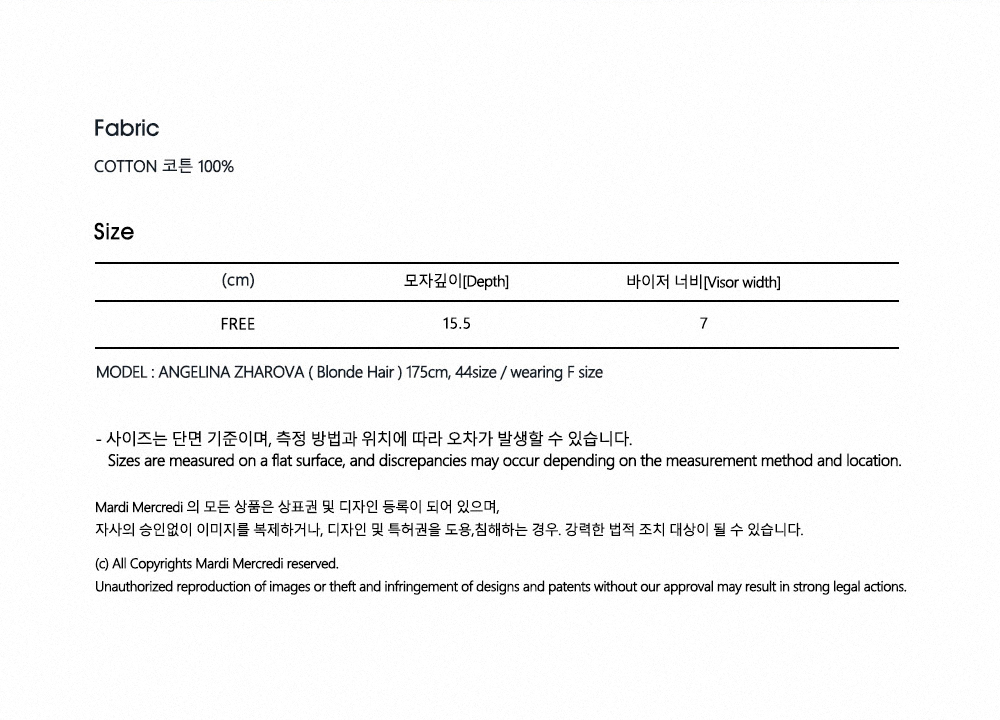 Fabric
COTTON 코튼 100%
Size
(cm) 모자깊이[Depth] 바이저 너비[Visor width]
FREE 15.5 7
MODEL : ANGELINA ZHAROVA ( Blonde Hair ) 175cm, 44size / wearing F size
- 사이즈는 단면 기준이며, 측정 방법과 위치에 따라 오차가 발생할 수 있습니다.
Sizes are measured on a flat surface, and discrepancies may occur depending on the measurement method and location.
Mardi Mercredi 의 모든 상품은 상표권 및 디자인 등록이 되어 있으며,
자사의 승인없이 이미지를 복제하거나, 디자인 및 특허권을 도용,침해하는 경우. 강력한 법적 조치 대상이 될 수 있습니다.
(c) All Copyrights Mardi Mercredi reserved.
Unauthorized reproduction of images or theft and infringement of designs and patents without our approval may result in strong legal actions.